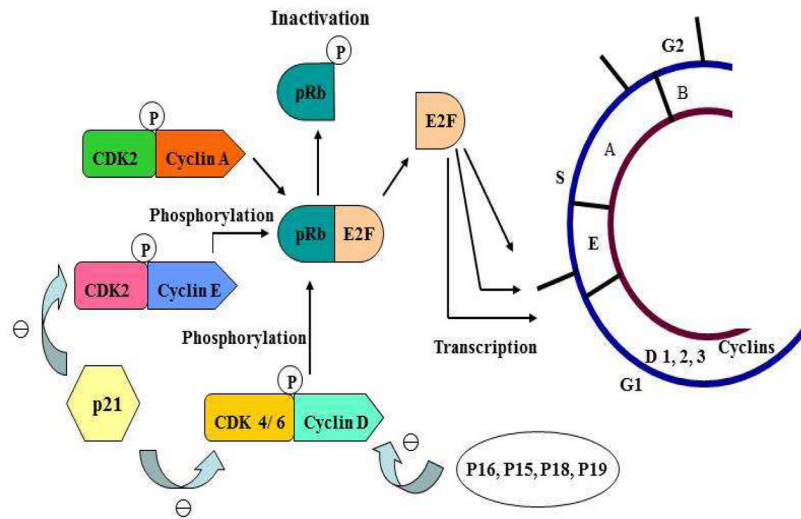 Inactivation
P
pRb
G2
B
E2F
P
CDK2 Cyclin A
A
S
Phosphorylation
pRb E2F
P
E
CDK2 Cyclin E
⊖
Phosphorylation
Transcription
Cyclins
D 1, 2, 3
G1
P
p21
CDK 4/ 6 Cyclin D
⊖
P16, P15, P18, P19
⊖